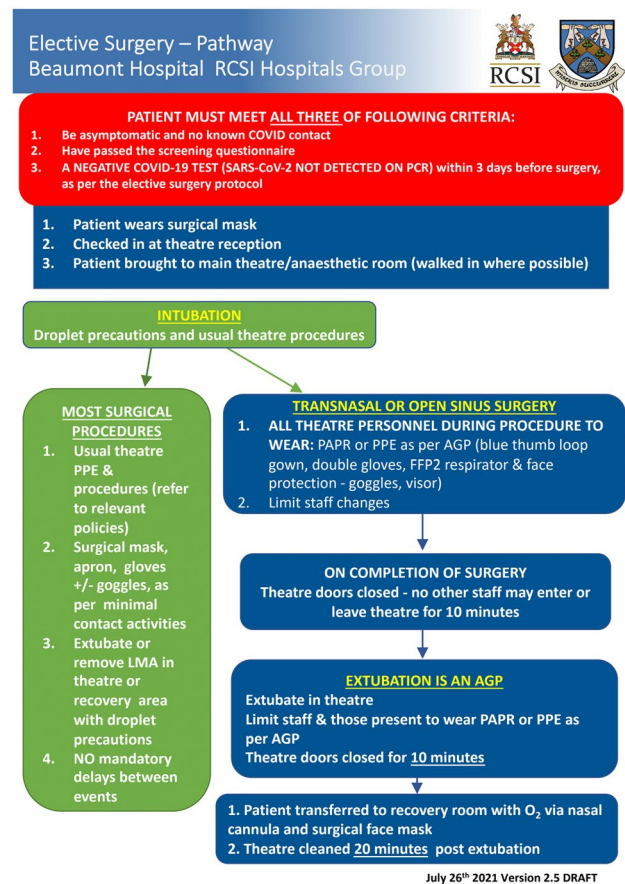 Elective Surgery – Pathway
Beaumont Hospital RCSI Hospitals Group
RCSI
MISERIS SUCCURRERE
PATIENT MUST MEET ALL THREE OF FOLLOWING CRITERIA:
1. Be asymptomatic and no known COVID contact
2. Have passed the screening questionnaire
3. A NEGATIVE COVID-19 TEST (SARS-CoV-2 NOT DETECTED ON PCR) within 3 days before surgery,
as per the elective surgery protocol
1. Patient wears surgical mask
2. Checked in at theatre reception
3. Patient brought to main theatre/anaesthetic room (walked in where possible)
INTUBATION
Droplet precautions and usual theatre procedures
MOST SURGICAL
PROCEDURES
1. Usual theatre
PPE &
procedures (refer
to relevant
policies)
2. Surgical mask,
apron, gloves
+/- goggles, as
per minimal
contact activities
3. Extubate or
remove LMA in
theatre or
recovery area
with droplet
precautions
4. NO mandatory
delays between
events
TRANSNASAL OR OPEN SINUS SURGERY
1. ALL THEATRE PERSONNEL DURING PROCEDURE TO
WEAR: PAPR or PPE as per AGP (blue thumb loop
gown, double gloves, FFP2 respirator & face
protection - goggles, visor)
2. Limit staff changes
ON COMPLETION OF SURGERY
Theatre doors closed - no other staff may enter or
leave theatre for 10 minutes
EXTUBATION IS AN AGP
Extubate in theatre
Limit staff & those present to wear PAPR or PPE as
per AGP
Theatre doors closed for 10 minutes
1. Patient transferred to recovery room with O₂ via nasal
cannula and surgical face mask
2. Theatre cleaned 20 minutes post extubation
July 26th 2021 Version 2.5 DRAFT